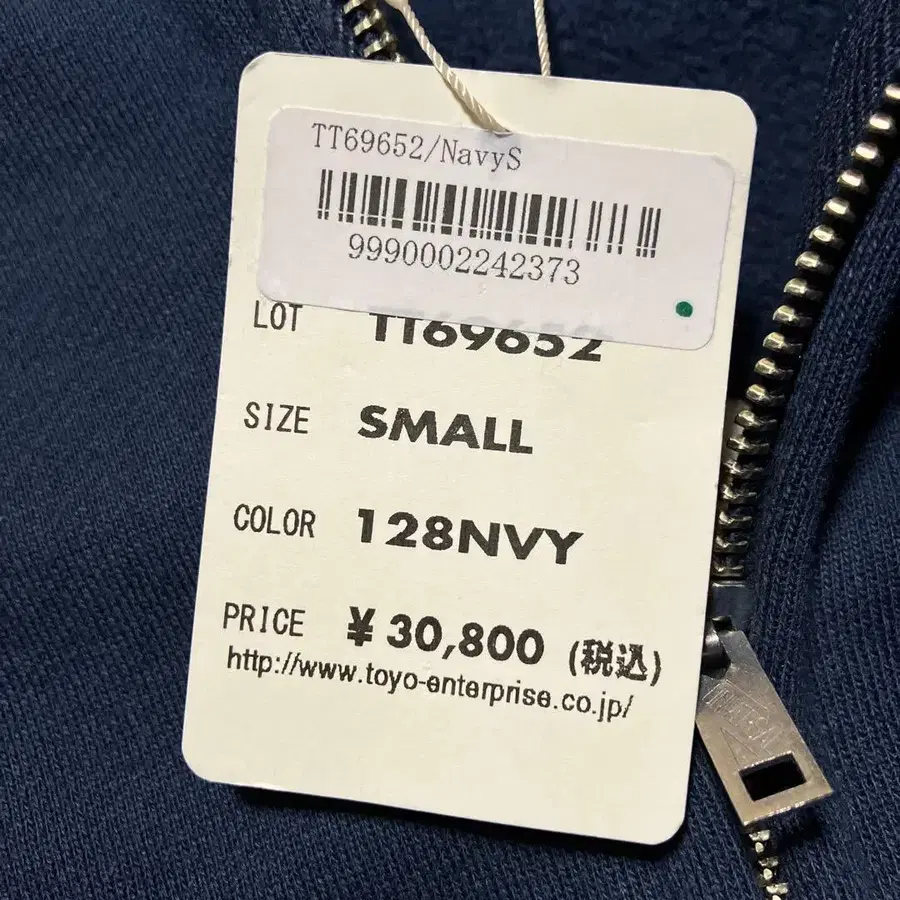 TT69652/NavyS
9990002242373
LOT TT69652
SIZE SMALL
COLOR 128NVY
PRICE ¥30,800 (税込)
http://www.toyo-enterprise.co.jp/